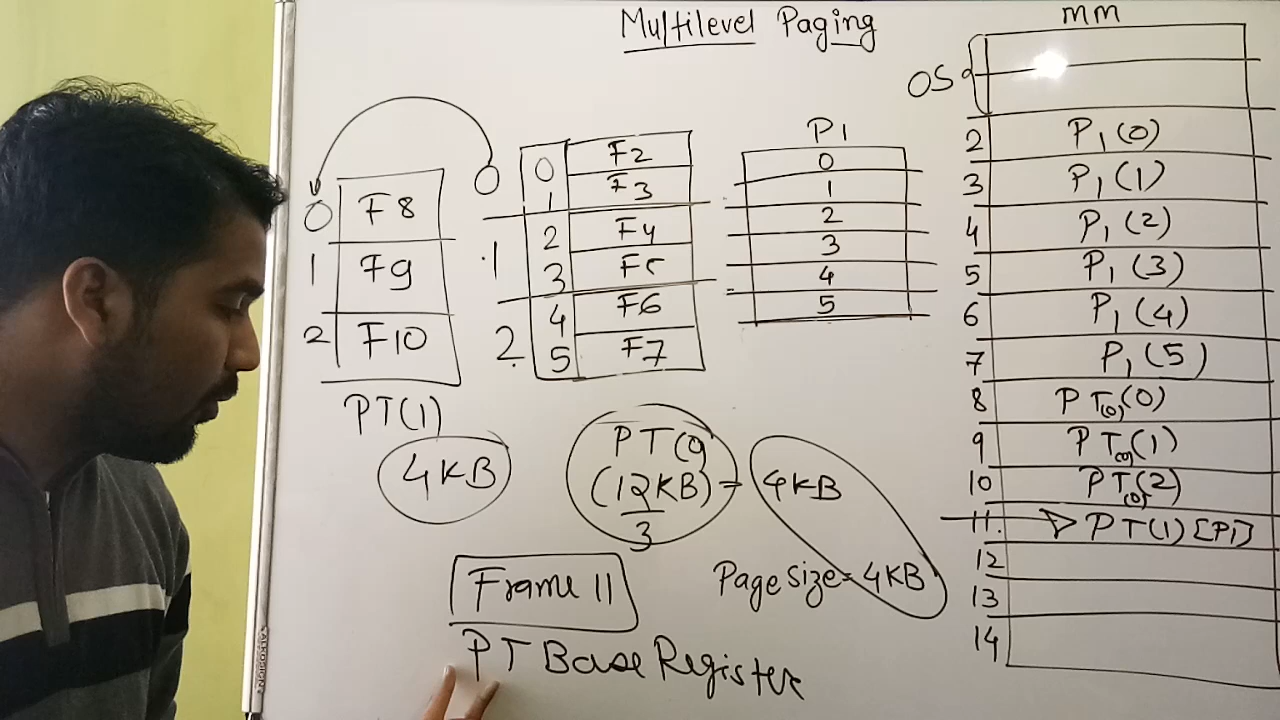 Multilevel Paging
0 F8
1 F9
2 F10
PT(1)
4KB
0
1
2
0 F2
1 F3
2 F4
3 F5
4 F6
5 F7
PT(0
(12KB) = 4KB
3
P1
0
1
2
3
4
5
Page size = 4KB
Frame 11
PT Base Register
mm
OS
2 P1(0)
3 P1(1)
4 P1(2)
5 P1(3)
6 P1(4)
7 P1(5)
8 PT(0)(0)
9 PT(0)(1)
10 PT(0)(2)
11 PT(1)[P1]
12
13
14